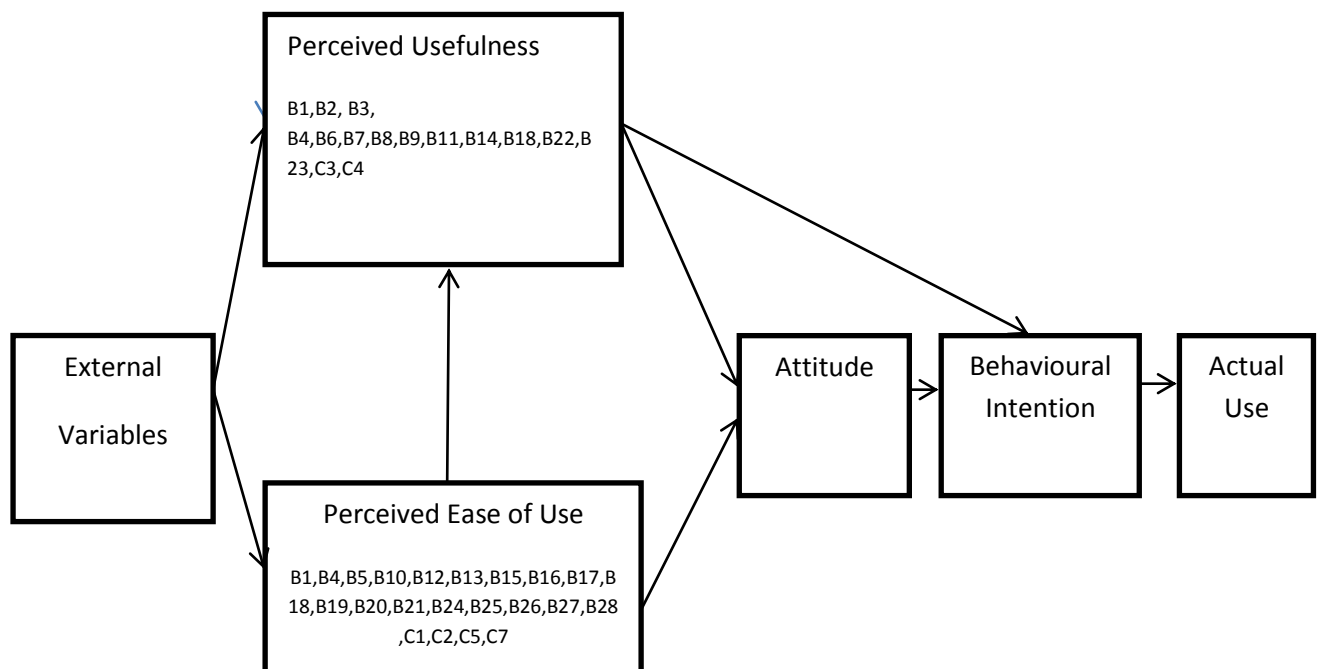 Perceived Usefulness
B1,B2, B3,
B4,B6,B7,B8,B9,B11,B14,B18,B22,B
23,C3,C4
External
Variables
Perceived Ease of Use
B1,B4,B5,B10,B12,B13,B15,B16,B17,B
18,B19,B20,B21,B24,B25,B26,B27,B28
,C1,C2,C5,C7
Attitude
Behavioural
Intention
Actual
Use